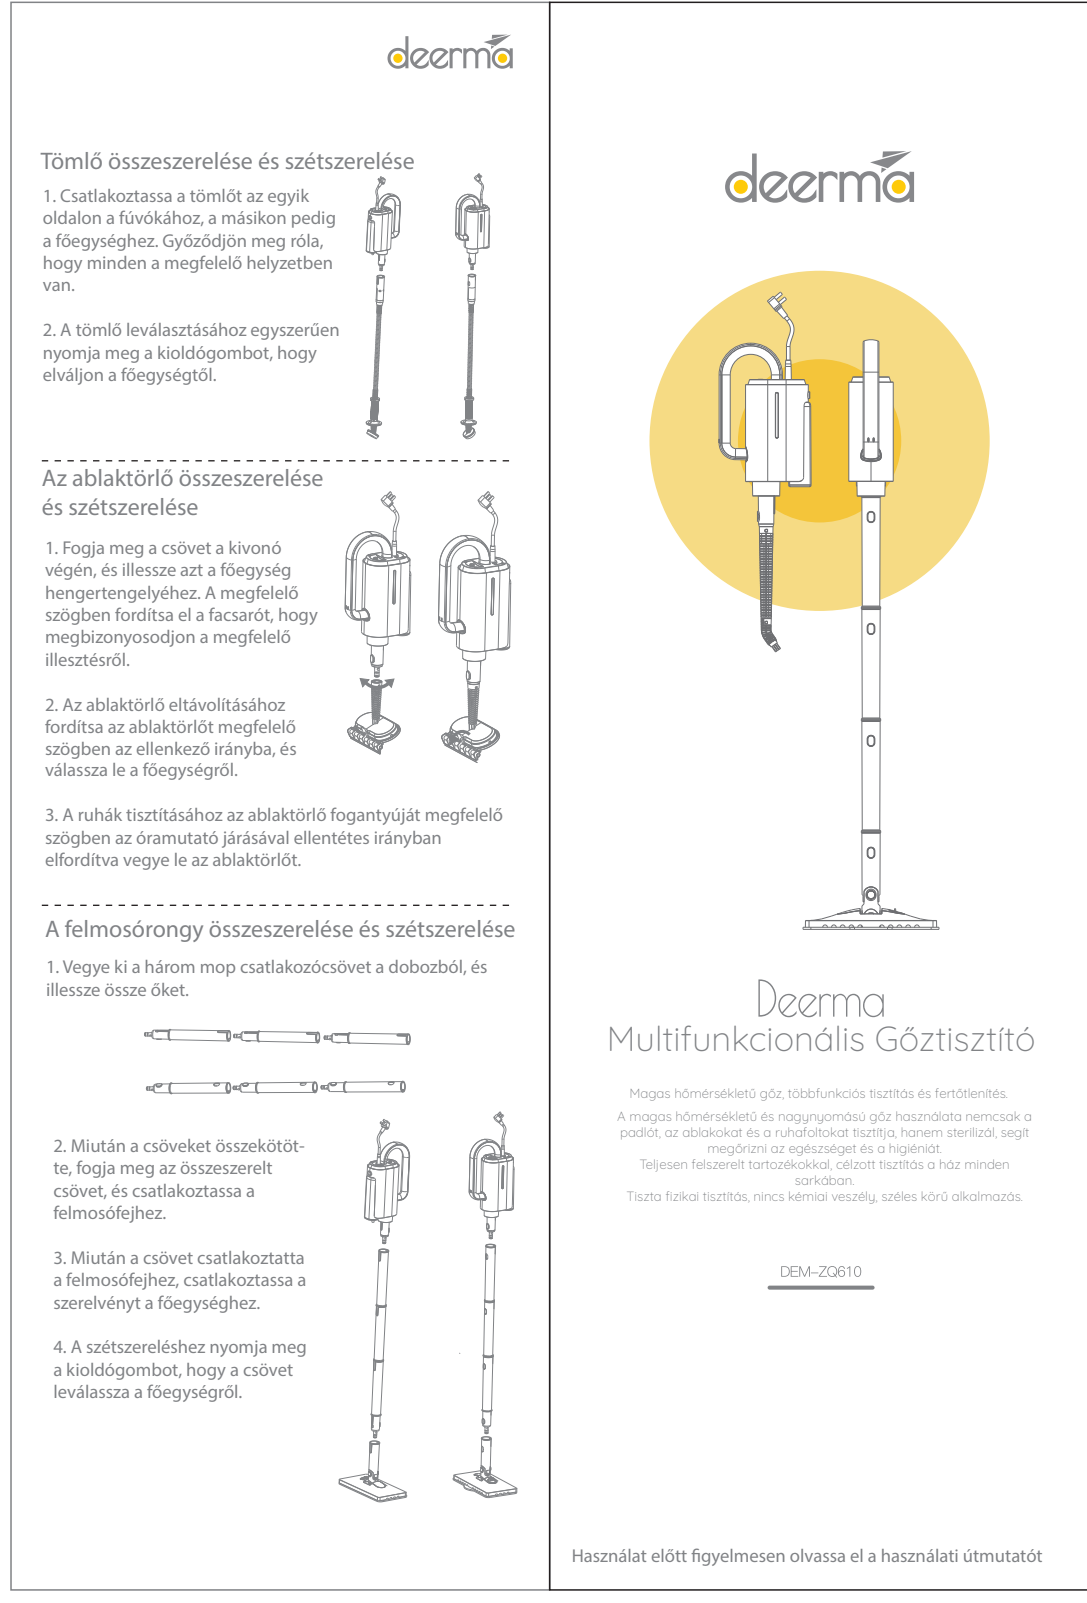 deerma
Tömlő összeszerelése és szétszerelése
1. Csatlakoztassa a tömlőt az egyik
oldalon a fúvókához, a másikon pedig
a főegységhez. Győződjön meg róla,
hogy minden a megfelelő helyzetben
van.
2. A tömlő leválasztásához egyszerűen
nyomja meg a kioldógombot, hogy
elváljon a főegységtől.
Az ablaktörlő összeszerelése
és szétszerelése
1. Fogja meg a csövet a kivonó
végén, és illessze azt a főegység
hengertengelyéhez. A megfelelő
szögben fordítsa el a facsarót, hogy
megbizonyosodjon a megfelelő
illesztésről.
2. Az ablaktörlő eltávolításához
fordítsa az ablaktörlőt megfelelő
szögben az ellenkező irányba, és
válassza le a főegységről.
3. A ruhák tisztításához az ablaktörlő fogantyúját megfelelő
szögben az óramutató járásával ellentétes irányban
elfordítva vegye le az ablaktörlőt.
A felmosórongy összeszerelése és szétszerelése
1. Vegye ki a három mop csatlakozócsövet a dobozból, és
illessze össze őket.
2. Miután a csöveket összekötöt-
te, fogja meg az összeszerelt
csövet, és csatlakoztassa a
felmosófejhez.
3. Miután a csövet csatlakoztatta
a felmosófejhez, csatlakoztassa a
szerelvényt a főegységhez.
4. A szétszereléshez nyomja meg
a kioldógombot, hogy a csövet
leválassza a főegységről.
deerma
Deerma
Multifunkcionális Gőztisztító
Magas hőmérsékletű gőz, többfunkciós tisztítás és fertőtlenítés.
A magas hőmérsékletű és nagynyomású gőz használata nemcsak a
padlót, az ablakokat és a ruhafoltokat tisztítja, hanem sterilizál, segít
megőrizni az egészséget és a higiéniát.
Teljesen felszerelt tartozékokkal, célzott tisztítás a ház minden
sarkában.
Tiszta fizikai tisztítás, nincs kémiai veszély, széles körű alkalmazás.
DEM–ZQ610
Használat előtt figyelmesen olvassa el a használati útmutatót